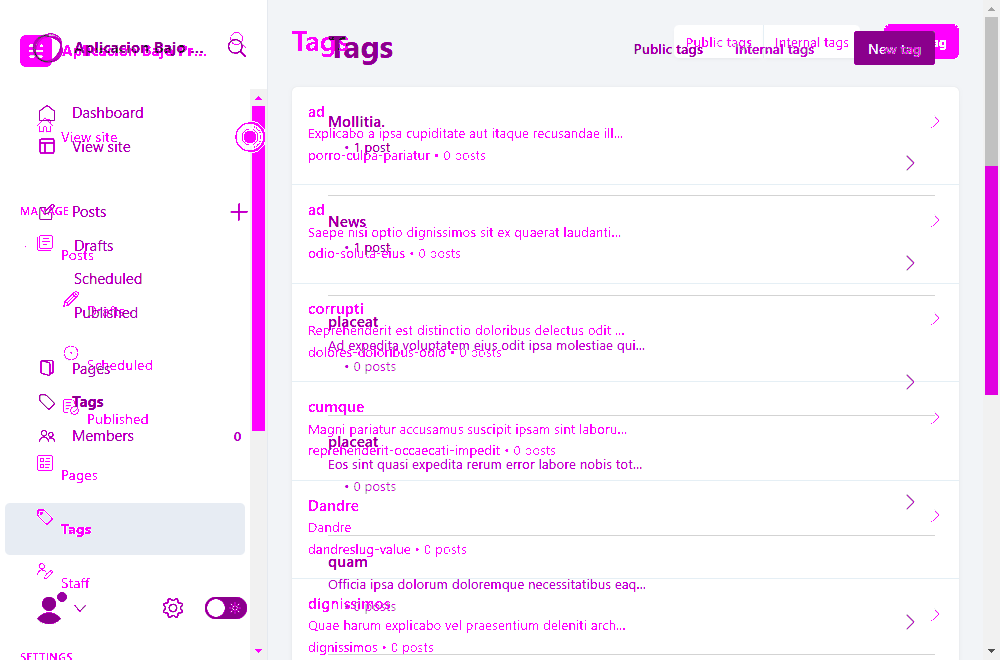 Aplicacion Bajo ...
Aplicacion Bajo Pr...
Dashboard
View site
View site
MANAGE
Posts
Drafts
Posts
Scheduled
Drafts
Published
Pages
Scheduled
Tags
Published
Members 0
Pages
Tags
Staff
SETTINGS
Tags
Tags
Public tags
Internal tags
Public tags
Internal tags
New tag
ad
Mollitia.
Explicabo a ipsa cupiditate aut itaque recusandae ill...
• 1 post
porro-culpa-pariatur • 0 posts
ad
News
Saepe nisi optio dignissimos sit ex quaerat laudanti...
• 1 post
odio-soluta-eius • 0 posts
corrupti
placeat
Reprehenderit est distinctio doloribus delectus odit ...
Ad expedita voluptatem eius odit ipsa molestiae qui...
dolores-doloribus-odio • 0 posts
• 0 posts
cumque
Magni pariatur accusamus suscipit ipsam sint laboru...
placeat
reprehenderit-occaecati-impedit • 0 posts
Eos sint quasi expedita rerum error labore nobis tot...
• 0 posts
Dandre
Dandre
dandreslug-value • 0 posts
quam
Officia ipsa dolorum doloremque necessitatibus eaq...
dignissimos
• 0 posts
Quae harum explicabo vel praesentium deleniti arch...
dignissimos • 0 posts